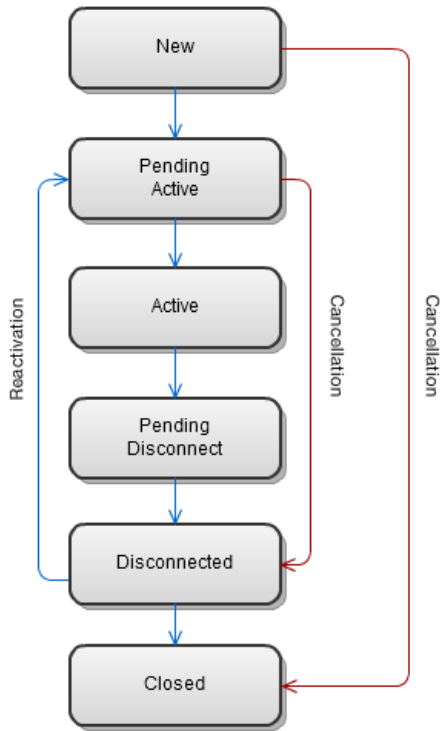 New
Pending
Active
Active
Pending
Disconnect
Disconnected
Closed
Reactivation
Cancellation
Cancellation